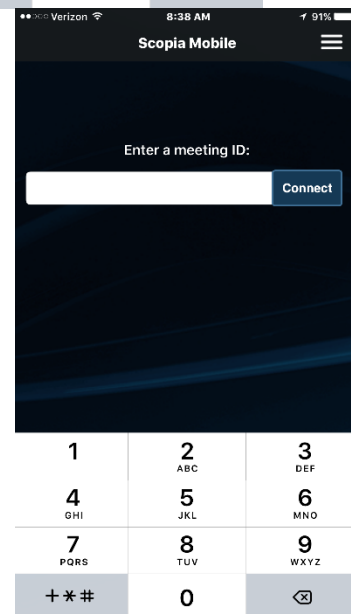 Verizon 8:38 AM 91%
Scopia Mobile
Enter a meeting ID:
Connect
1 2 3
ABC DEF
4 5 6
GHI JKL MNO
7 8 9
PQRS TUV WXYZ
+*# 0